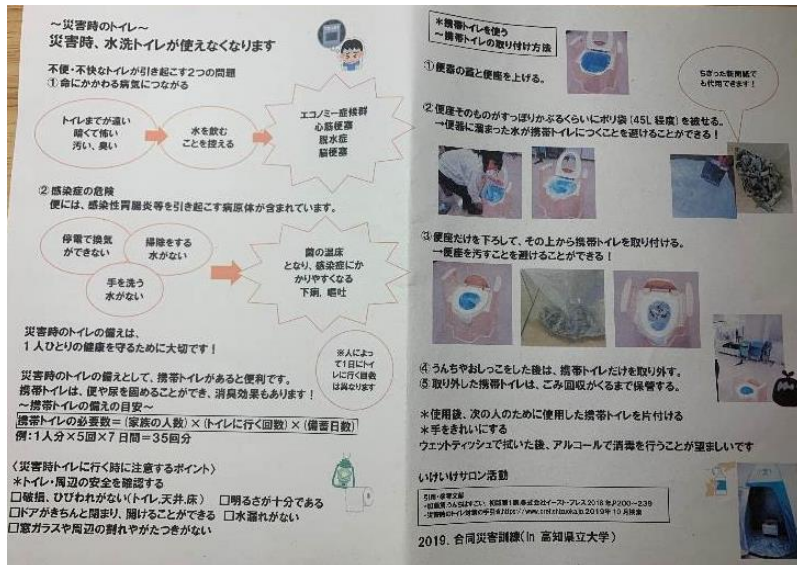 ～災害時のトイレ～
災害時、水洗トイレが使えなくなります
不便・不快なトイレが引き起こす2つの問題
① 命にかかわる病気につながる
トイレまでが遠い
暗くて怖い
汚い、臭い
水を飲む
ことを控える
エコノミー症候群
心筋梗塞
脱水症
脳梗塞
② 感染症の危険
便には、感染性胃腸炎等を引き起こす病原体が含まれています。
停電で換気
ができない
掃除をする
水がない
手を洗う
水がない
菌の温床
となり、感染症にか
かりやすくなる
下痢、嘔吐
災害時のトイレの備えは、
1人ひとりの健康を守るために大切です！
※人によっ
て1日にトイ
レに行く回数
は異なります
災害時のトイレの備えとして、携帯トイレがあると便利です。
携帯トイレは、便や尿を固めることができ、消臭効果もあります！
～携帯トイレの備えの目安～
携帯トイレの必要数＝(家族の人数)×(トイレに行く回数)×(備蓄日数)
例：1人分×5回×7日間＝35回分
〈災害時トイレに行く時に注意するポイント〉
＊トイレ・周辺の安全を確認する
□破損、ひびわれがない(トイレ、天井、床) □明るさが十分である
□ドアがきちんと閉まり、開けることができる □水漏れがない
□窓ガラスや周辺の割れやがたつきがない
＊携帯トイレを使う
～携帯トイレの取り付け方法
ちぎった新聞紙で
も代用できます！
①便器の蓋と便座を上げる。
②便座そのものがすっぽりかぶるくらいにポリ袋(45L 程度)を被せる。
→便器に溜まった水が携帯トイレにつくことを避けることができる！
③便座だけを下ろして、その上から携帯トイレを取り付ける。
→便座を汚すことを避けることができる！
④うんちやおしっこをした後は、携帯トイレだけを取り外す。
⑤取り外した携帯トイレは、ごみ回収がくるまで保管する。
＊使用後、次の人のために使用した携帯トイレを片付ける
＊手をきれいにする
ウェットティッシュで拭いた後、アルコールで消毒を行うことが望ましいです
いけいけサロン活動
引用・参考文献
2019. 合同災害訓練(in 高知県立大学)